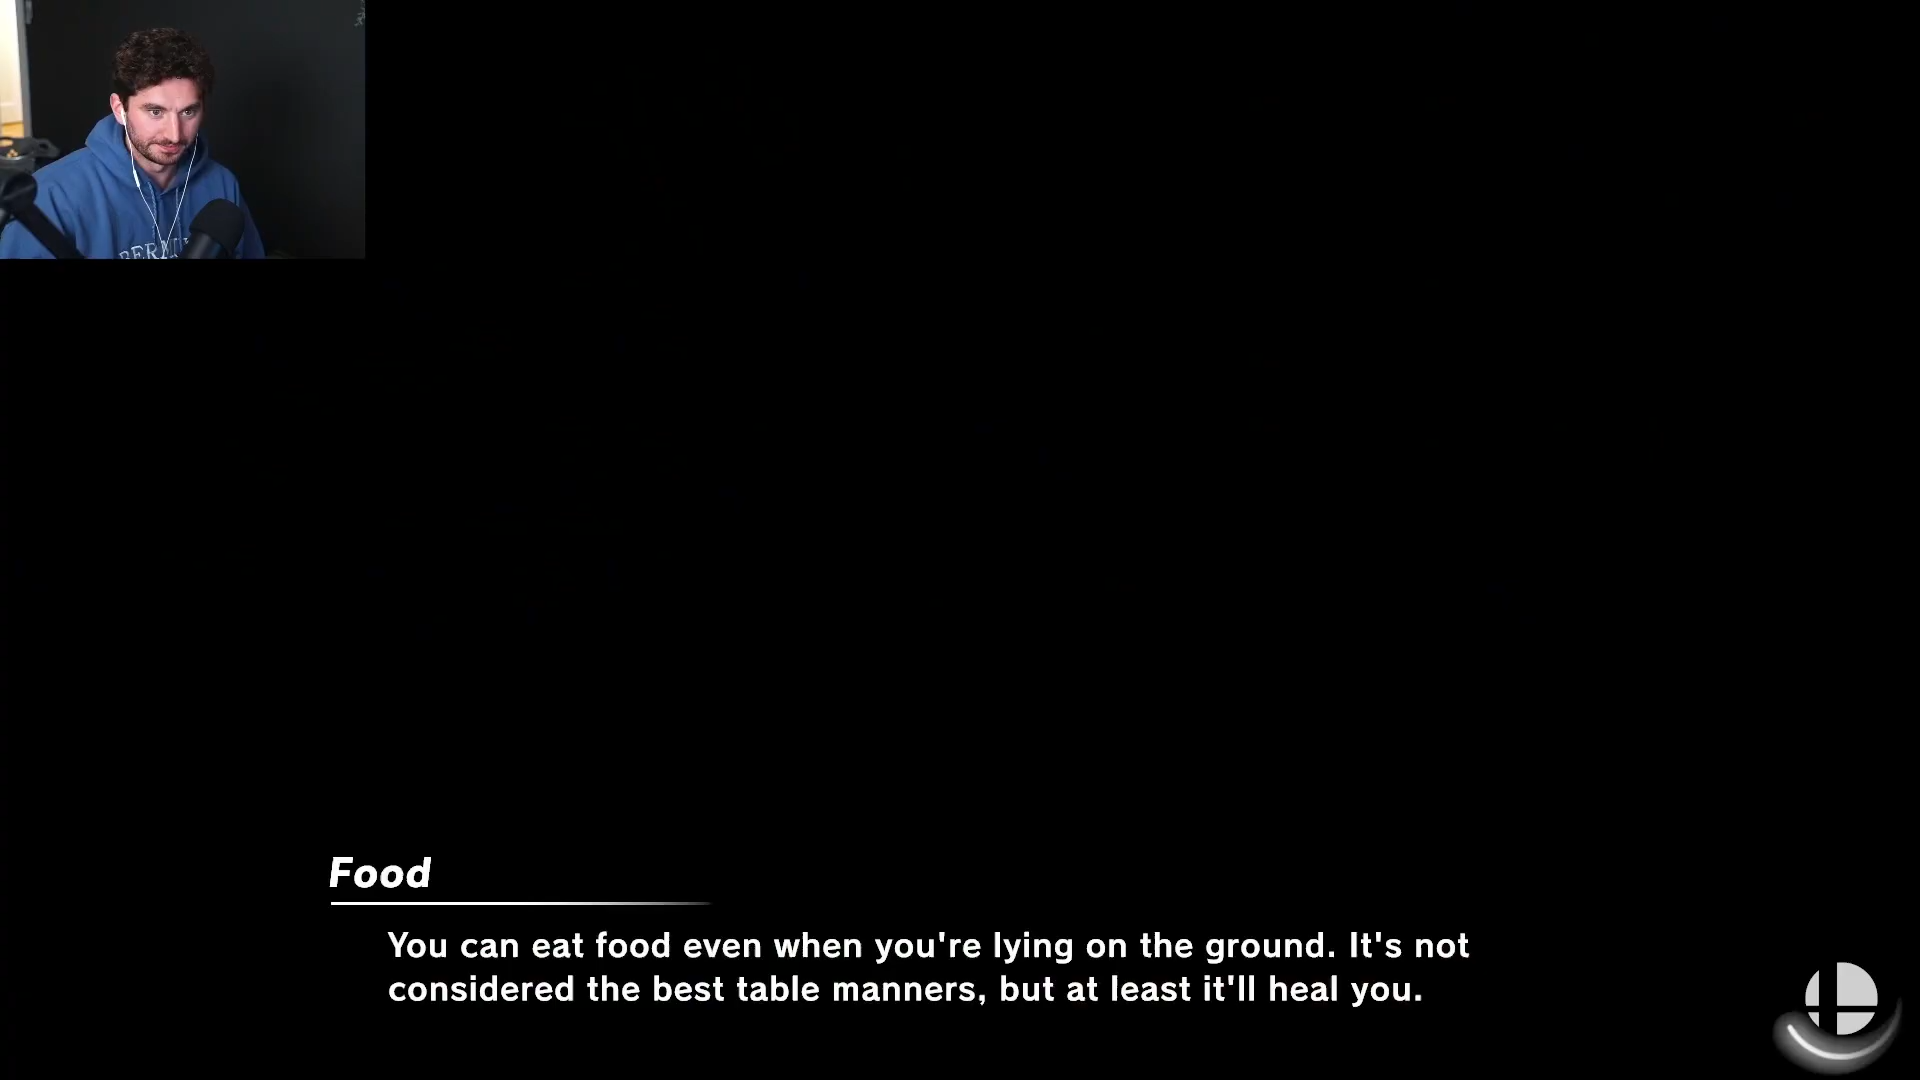 Food
You can eat food even when you're lying on the ground. It's not
considered the best table manners, but at least it'll heal you.